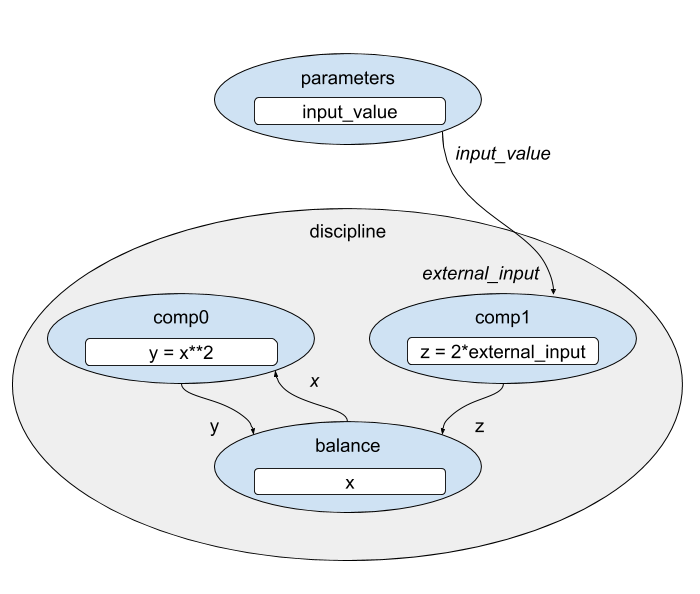 parameters
input_value
input_value
discipline
external_input
comp0
comp1
y = x**2
z = 2*external_input
x
y
z
balance
x